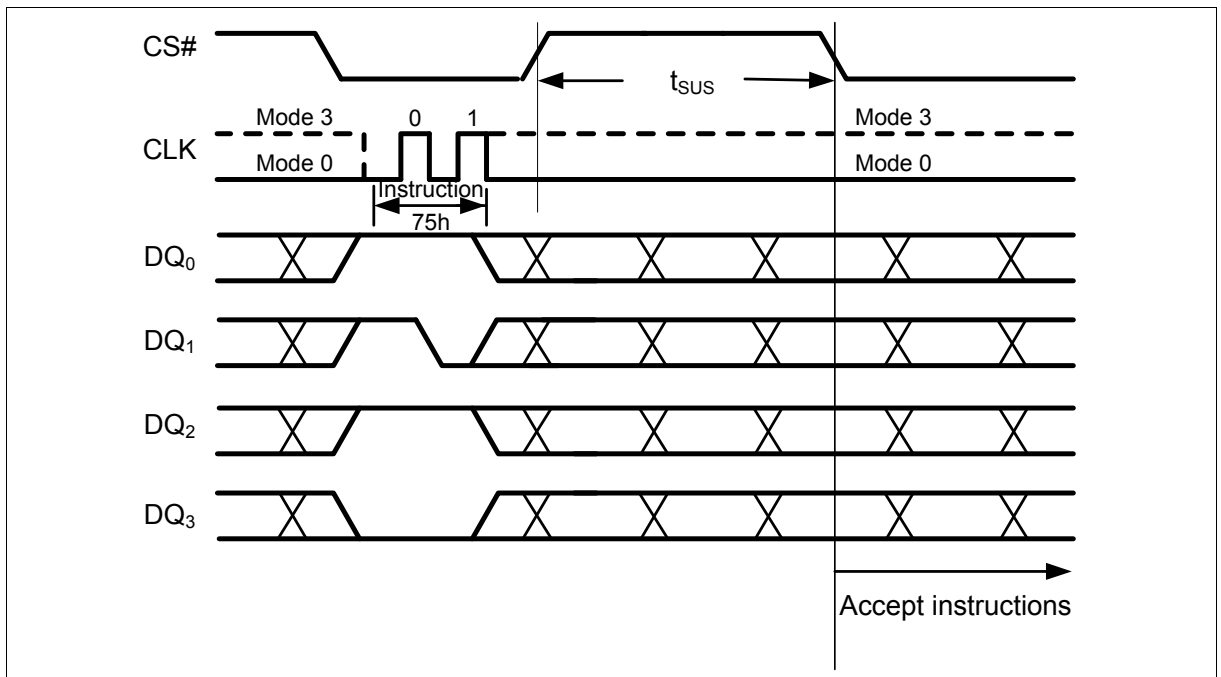 CS#
tSUS
Mode 3 0 1 Mode 3
CLK
Mode 0 Mode 0
Instruction
75h
DQ0
DQ1
DQ2
DQ3
Accept instructions